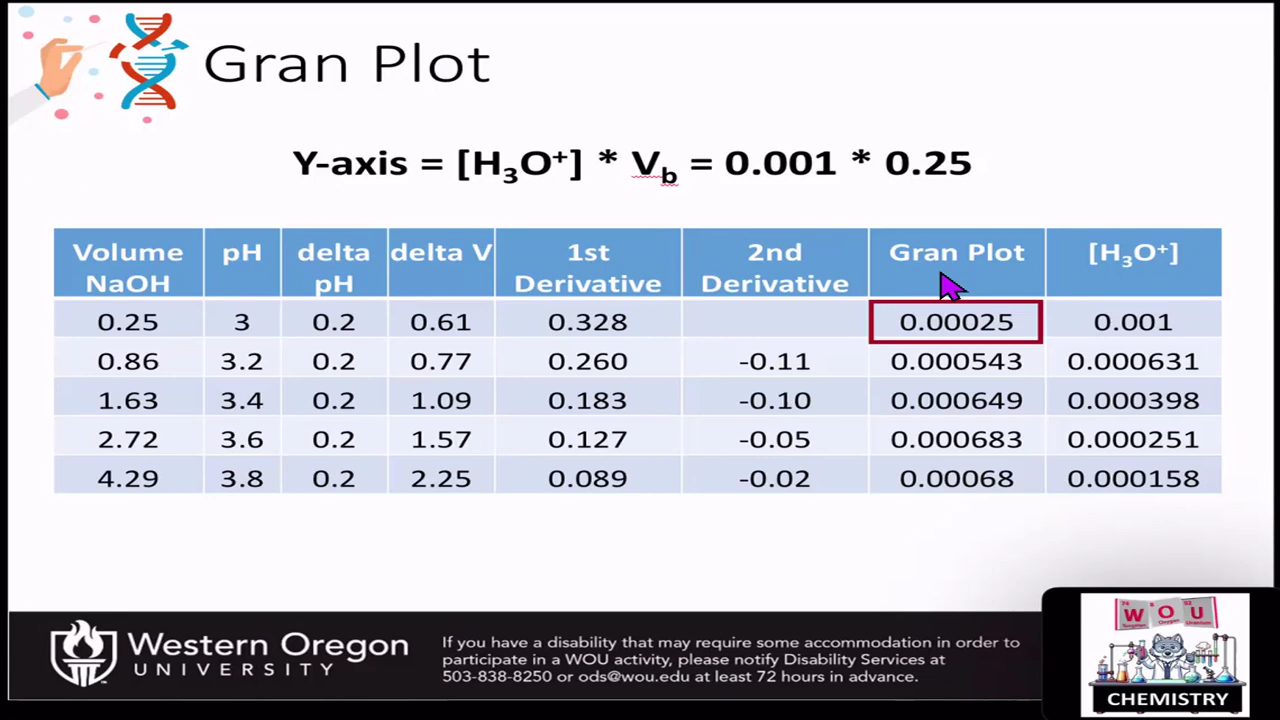 Gran Plot
Y-axis = [H₃O⁺] * V_b = 0.001 * 0.25
Volume NaOH pH delta pH delta V 1st Derivative 2nd Derivative Gran Plot [H₃O⁺]
0.25 3 0.2 0.61 0.328 0.00025 0.001
0.86 3.2 0.2 0.77 0.260 -0.11 0.000543 0.000631
1.63 3.4 0.2 1.09 0.183 -0.10 0.000649 0.000398
2.72 3.6 0.2 1.57 0.127 -0.05 0.000683 0.000251
4.29 3.8 0.2 2.25 0.089 -0.02 0.00068 0.000158
Western Oregon
UNIVERSITY
If you have a disability that may require some accommodation in order to
participate in a WOU activity, please notify Disability Services at
503-838-8250 or ods@wou.edu at least 72 hours in advance.
W O U
CHEMISTRY